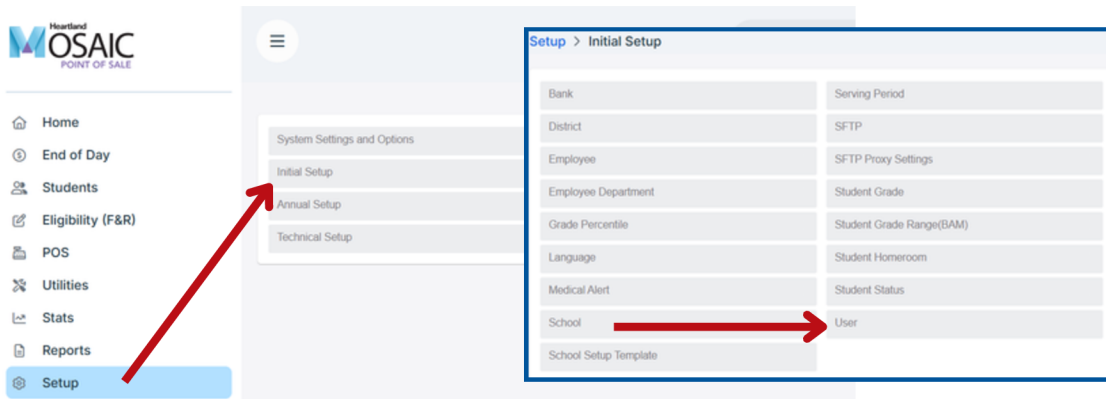 Heartland
MOSAIC
POINT OF SALE
Home
End of Day
Students
Eligibility (F&R)
POS
Utilities
Stats
Reports
Setup
System Settings and Options
Initial Setup
Annual Setup
Technical Setup
Setup > Initial Setup
Bank
District
Employee
Employee Department
Grade Percentile
Language
Medical Alert
School
School Setup Template
Serving Period
SFTP
SFTP Proxy Settings
Student Grade
Student Grade Range(BAM)
Student Homeroom
Student Status
User